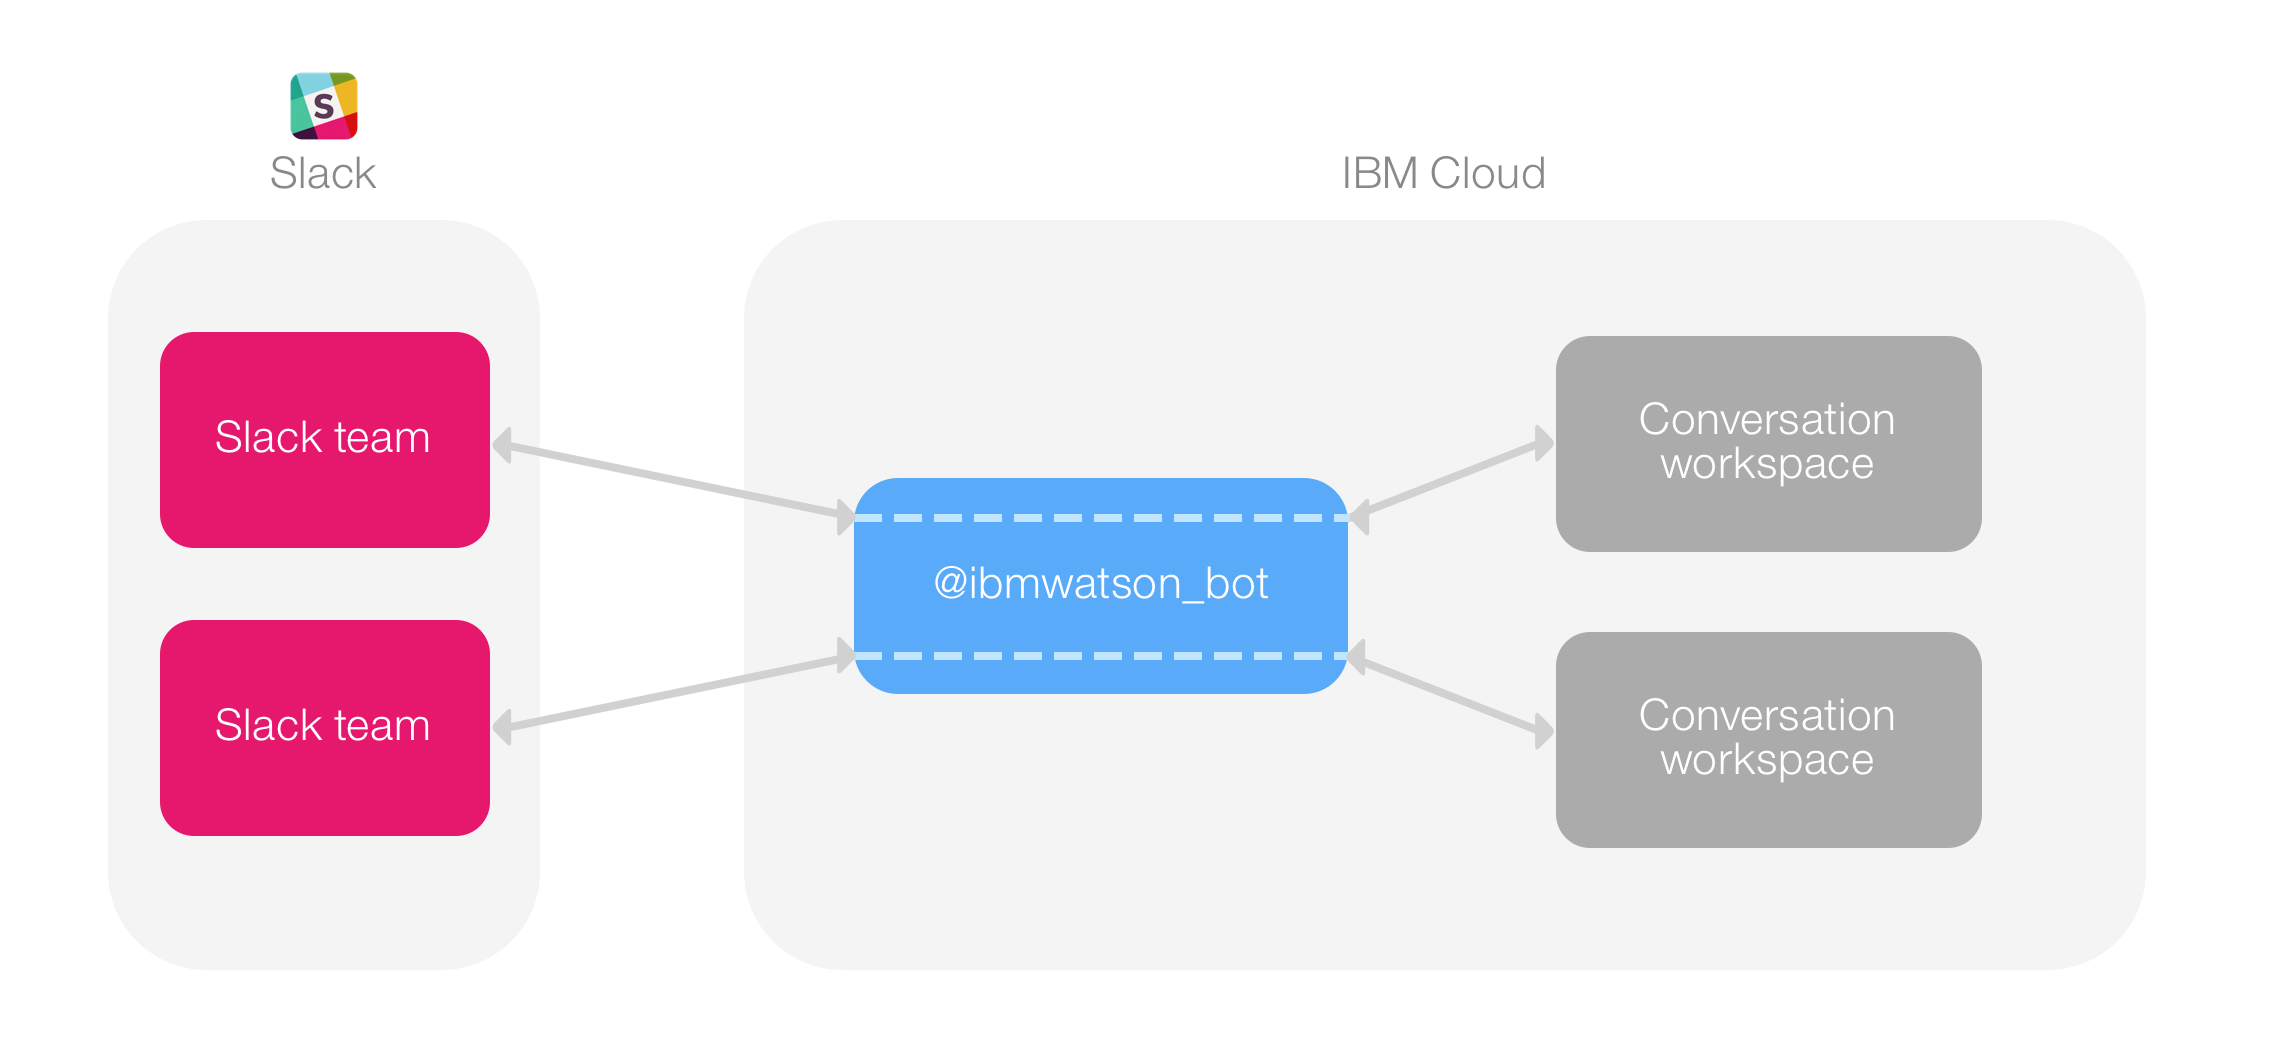 S
Slack
IBM Cloud
Slack team
Conversation
workspace
@ibmwatson_bot
Slack team
Conversation
workspace